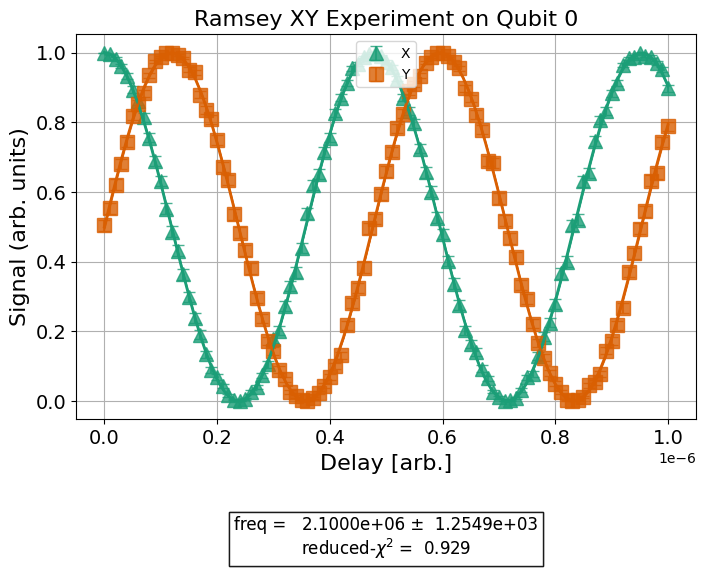 Ramsey XY Experiment on Qubit 0
Signal (arb. units)
1.0
0.8
0.6
0.4
0.2
0.0
X
Y
0.0 0.2 0.4 0.6 0.8 1.0
1e−6
Delay [arb.]
freq = 2.1000e+06 ± 1.2549e+03
reduced-χ² = 0.929